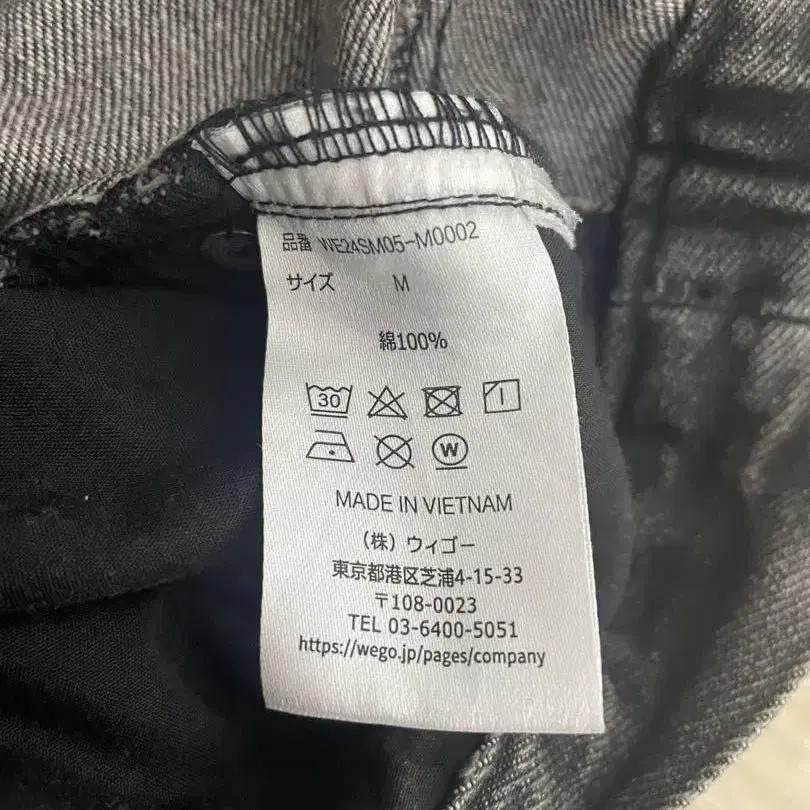 品番 WE24SM05-M0002
サイズ M
綿100%
30
W
MADE IN VIETNAM
(株) ウィゴー
東京都港区芝浦4-15-33
〒108-0023
TEL 03-6400-5051
https://wego.jp/pages/company